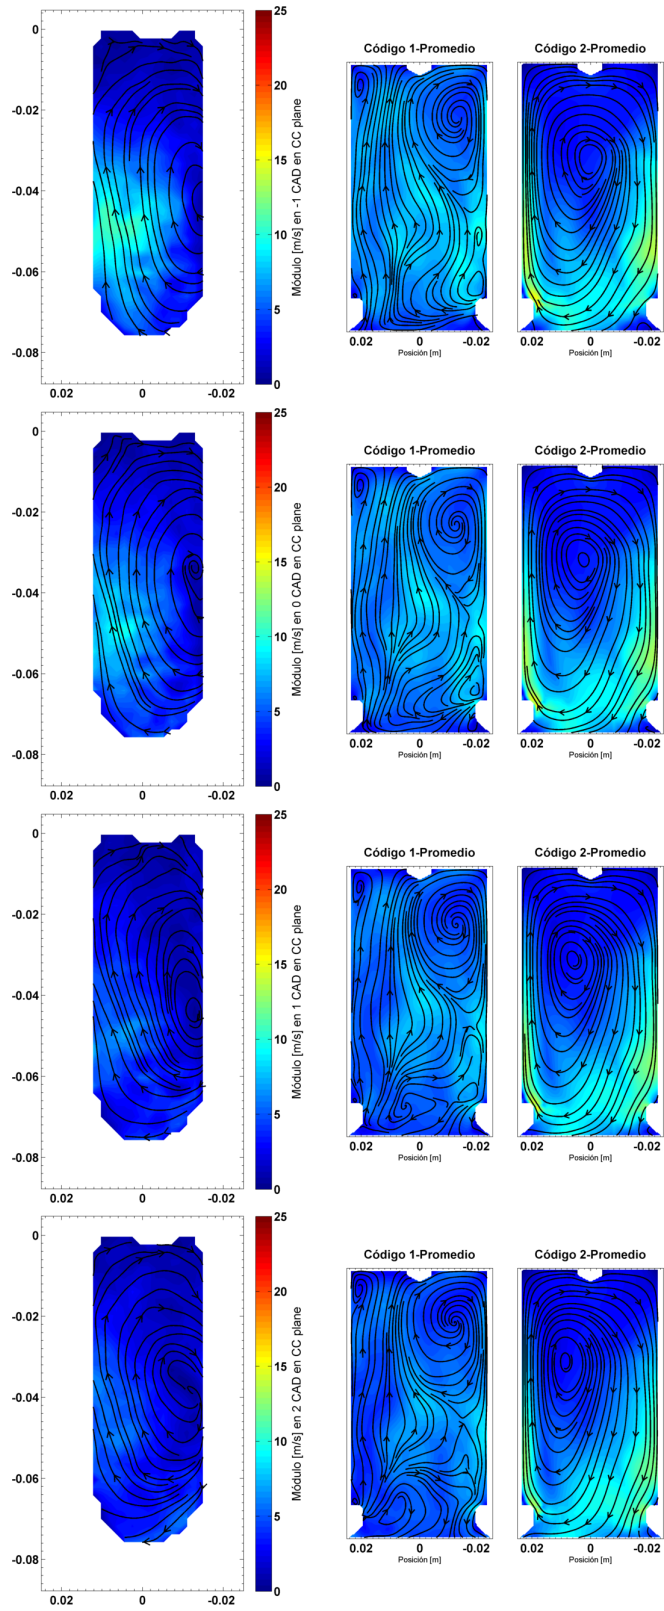 0
-0.02
-0.04
-0.06
-0.08
0.02 0 -0.02
25
20
15
10
5
0
Módulo [m/s] en -1 CAD en CC plane
Código 1-Promedio
0.02 0 -0.02
Posición [m]
Código 2-Promedio
0.02 0 -0.02
Posición [m]
0
-0.02
-0.04
-0.06
-0.08
0.02 0 -0.02
25
20
15
10
5
0
Módulo [m/s] en 0 CAD en CC plane
Código 1-Promedio
0.02 0 -0.02
Posición [m]
Código 2-Promedio
0.02 0 -0.02
Posición [m]
0
-0.02
-0.04
-0.06
-0.08
0.02 0 -0.02
25
20
15
10
5
0
Módulo [m/s] en 1 CAD en CC plane
Código 1-Promedio
0.02 0 -0.02
Posición [m]
Código 2-Promedio
0.02 0 -0.02
Posición [m]
0
-0.02
-0.04
-0.06
-0.08
0.02 0 -0.02
25
20
15
10
5
0
Módulo [m/s] en 2 CAD en CC plane
Código 1-Promedio
0.02 0 -0.02
Posición [m]
Código 2-Promedio
0.02 0 -0.02
Posición [m]